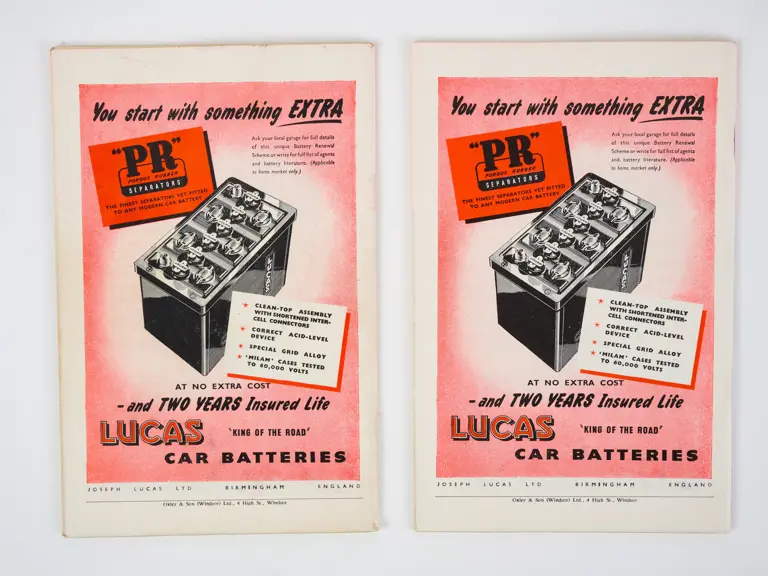 You start with something EXTRA
"PR"
POROUS RUBBER
SEPARATORS
THE FINEST SEPARATORS YET FITTED
TO ANY MODERN CAR BATTERY
Ask your local garage for full details
of this unique Battery Renewal
Scheme or write for full list of agents
and battery literature. (Applicable
to home market only.)
LUCAS
★ CLEAN-TOP ASSEMBLY
WITH SHORTENED INTER-
CELL CONNECTORS
★ CORRECT ACID-LEVEL
DEVICE
★ SPECIAL GRID ALLOY
★ 'MILAM' CASES TESTED
TO 60,000 VOLTS
AT NO EXTRA COST
- and TWO YEARS Insured Life
LUCAS 'KING OF THE ROAD'
CAR BATTERIES
JOSEPH LUCAS LTD BIRMINGHAM ENGLAND
Oxley & Son (Windsor) Ltd., 4 High St., Windsor
You start with something EXTRA
"PR"
POROUS RUBBER
SEPARATORS
THE FINEST SEPARATORS YET FITTED
TO ANY MODERN CAR BATTERY
Ask your local garage for full details
of this unique Battery Renewal
Scheme or write for full list of agents
and battery literature. (Applicable
to home market only.)
LUCAS
★ CLEAN-TOP ASSEMBLY
WITH SHORTENED INTER-
CELL CONNECTORS
★ CORRECT ACID-LEVEL
DEVICE
★ SPECIAL GRID ALLOY
★ 'MILAM' CASES TESTED
TO 60,000 VOLTS
AT NO EXTRA COST
- and TWO YEARS Insured Life
LUCAS 'KING OF THE ROAD'
CAR BATTERIES
JOSEPH LUCAS LTD BIRMINGHAM ENGLAND
Oxley & Son (Windsor) Ltd., 4 High St., Windsor